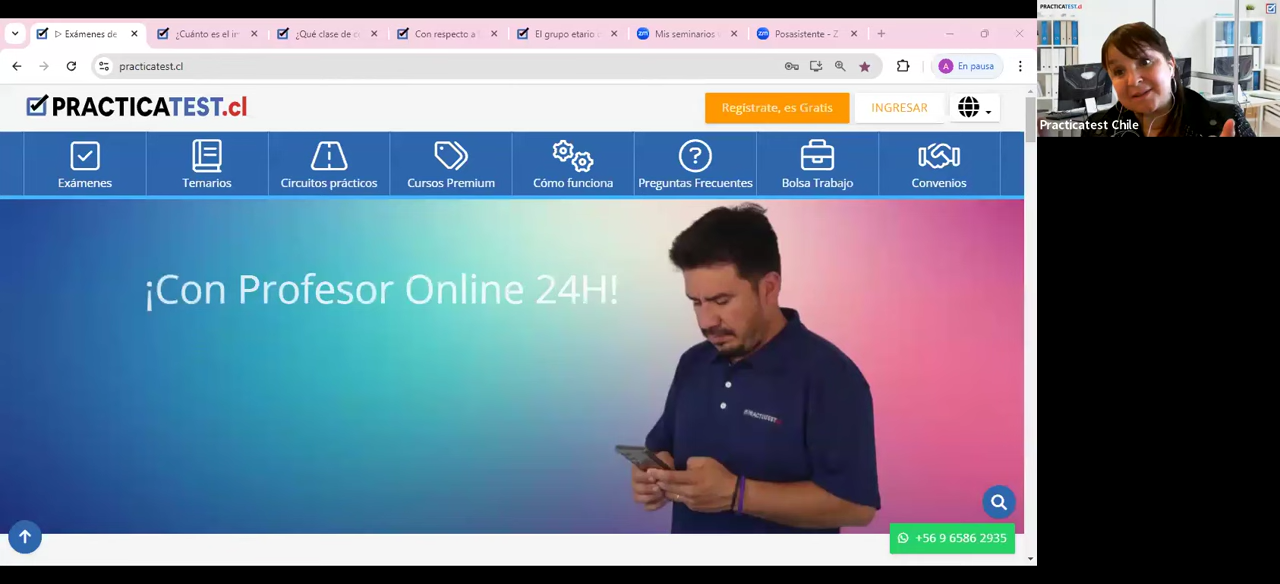 Exámenes de
¿Cuánto es el
¿Qué clase de
Con respecto a
El grupo etario
Mis seminarios
Posasistente - Z
practicatest.cl
A En pausa
PRACTICATEST.cl
Regístrate, es Gratis
INGRESAR
Exámenes
Temarios
Circuitos prácticos
Cursos Premium
Cómo funciona
Preguntas Frecuentes
Bolsa Trabajo
Convenios
¡Con Profesor Online 24H!
+56 9 6586 2935
PRACTICATEST.cl
Practicatest Chile